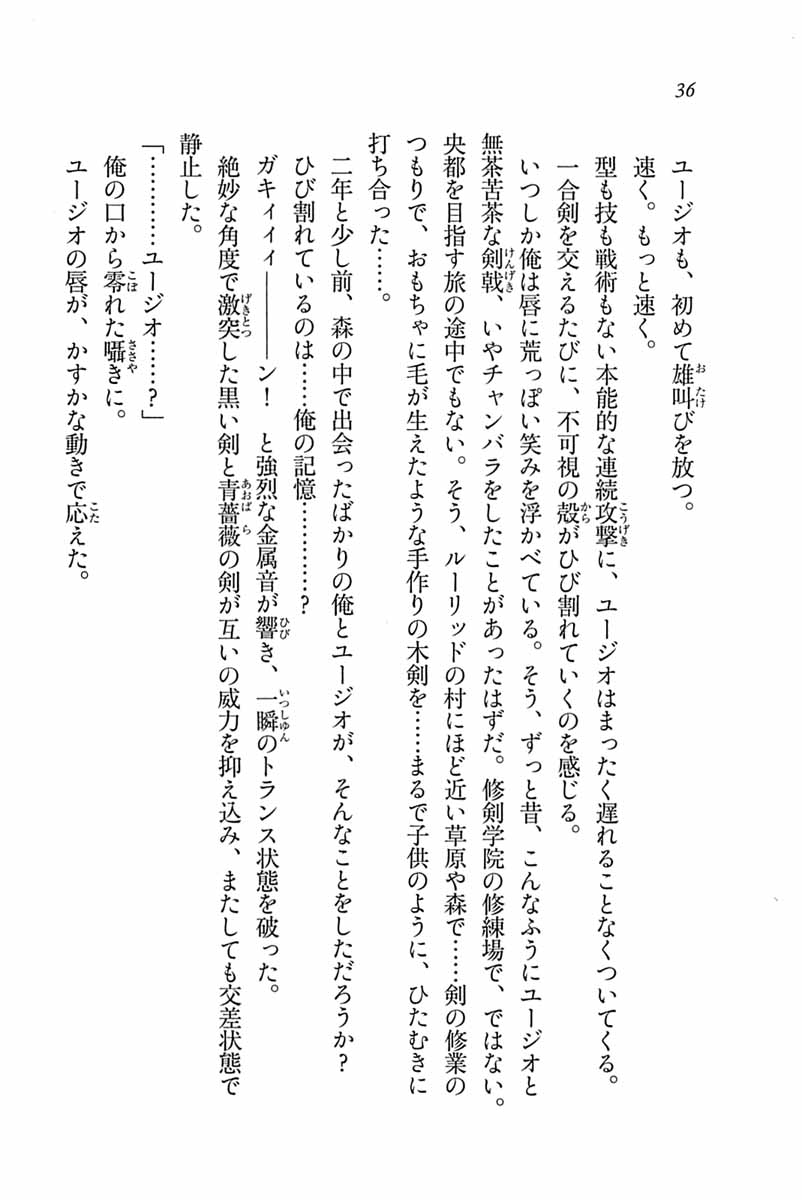 36
ユージオも、初めて雄叫びを放つ。
速く。もっと速く。
型も技も戦術もない本能的な連続攻撃に、ユージオはまったく遅れることなくついてくる。
一合剣を交えるたびに、不可視の殻がひび割れていくのを感じる。
いつしか俺は唇に荒っぽい笑みを浮かべている。そう、ずっと昔、こんなふうにユージオと
無茶苦茶な剣戟、いやチャンバラをしたことがあったはずだ。修剣学院の修練場で、ではない。
央都を目指す旅の途中でもない。そう、ルーリッドの村にほど近い草原や森で……剣の修業の
つもりで、おもちゃに毛が生えたような手作りの木剣を……まるで子供のように、ひたむきに
打ち合った……。
二年と少し前、森の中で出会ったばかりの俺とユージオが、そんなことをしただろうか?
ひび割れているのは……俺の記憶…………?
ガキィィィ————ン! と強烈な金属音が響き、一瞬のトランス状態を破った。
絶妙な角度で激突した黒い剣と青薔薇の剣が互いの威力を抑え込み、またしても交差状態で
静止した。
「…………ユージオ……?」
俺の口から零れた囁きに。
ユージオの唇が、かすかな動きで応えた。